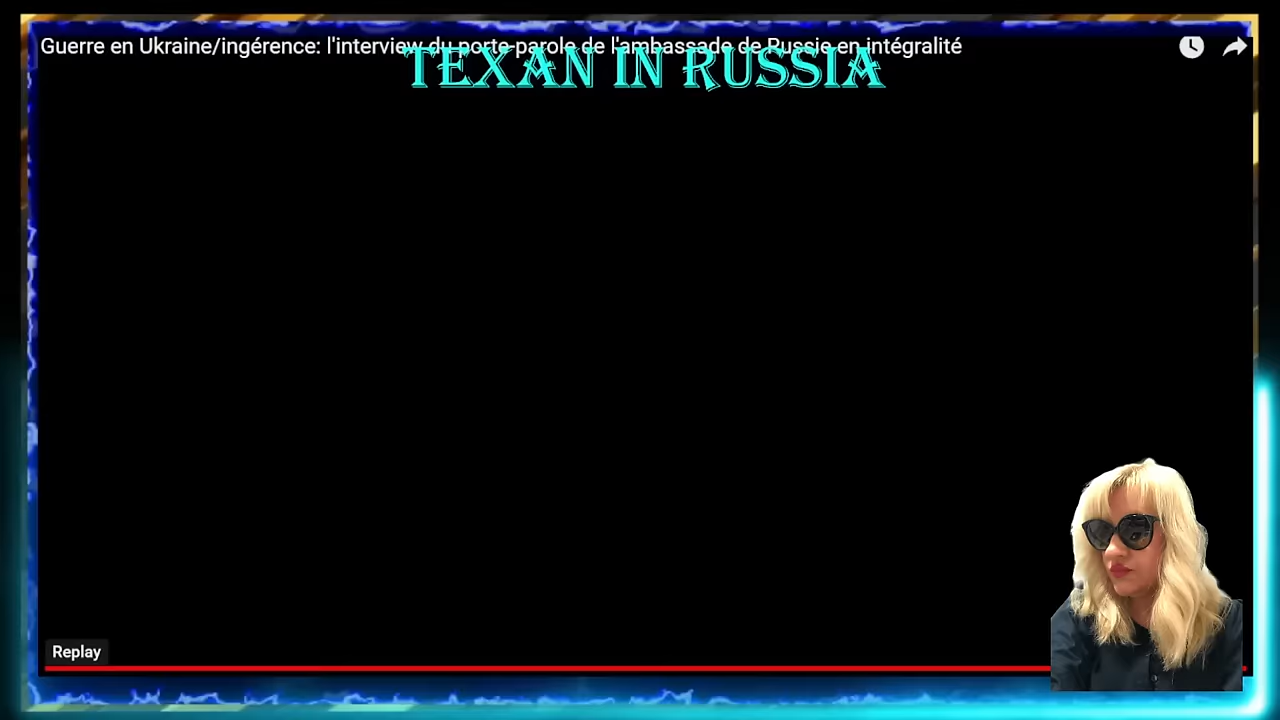 Guerre en Ukraine/ingérence: l'interview du porte-parole de l'ambassade de Russie en intégralité
TEXAN IN RUSSIA
Replay